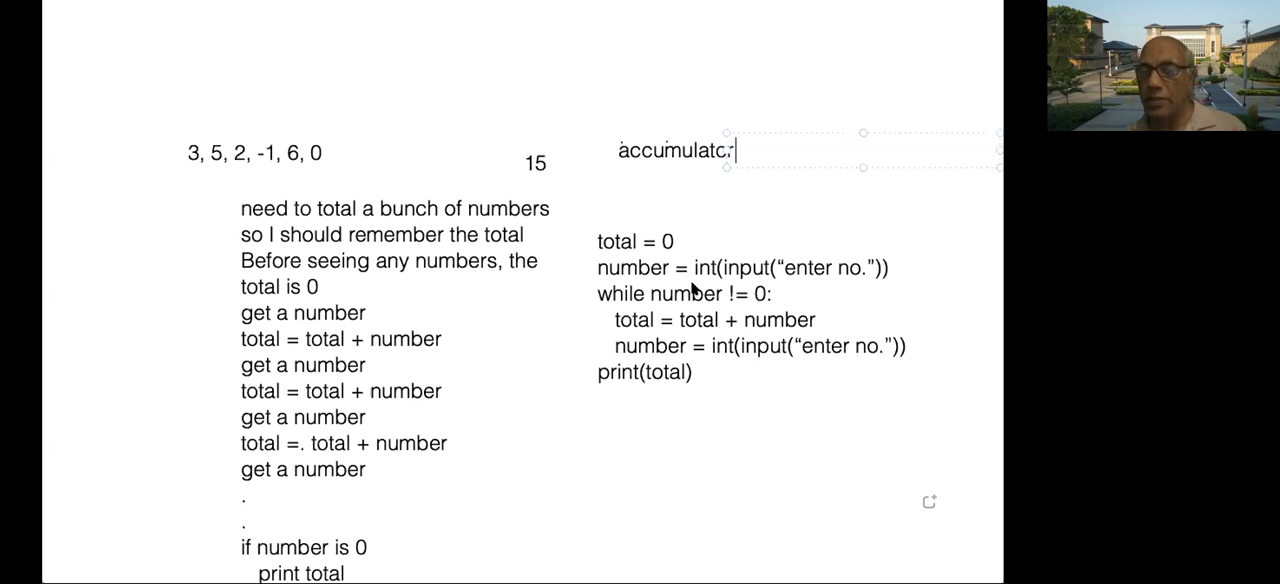 3, 5, 2, -1, 6, 0
15
accumulator
need to total a bunch of numbers
so I should remember the total
Before seeing any numbers, the
total is 0
get a number
total = total + number
get a number
total = total + number
get a number
total =. total + number
get a number
.
.
if number is 0
print total
total = 0
number = int(input(“enter no.”))
while number != 0:
total = total + number
number = int(input(“enter no.”))
print(total)